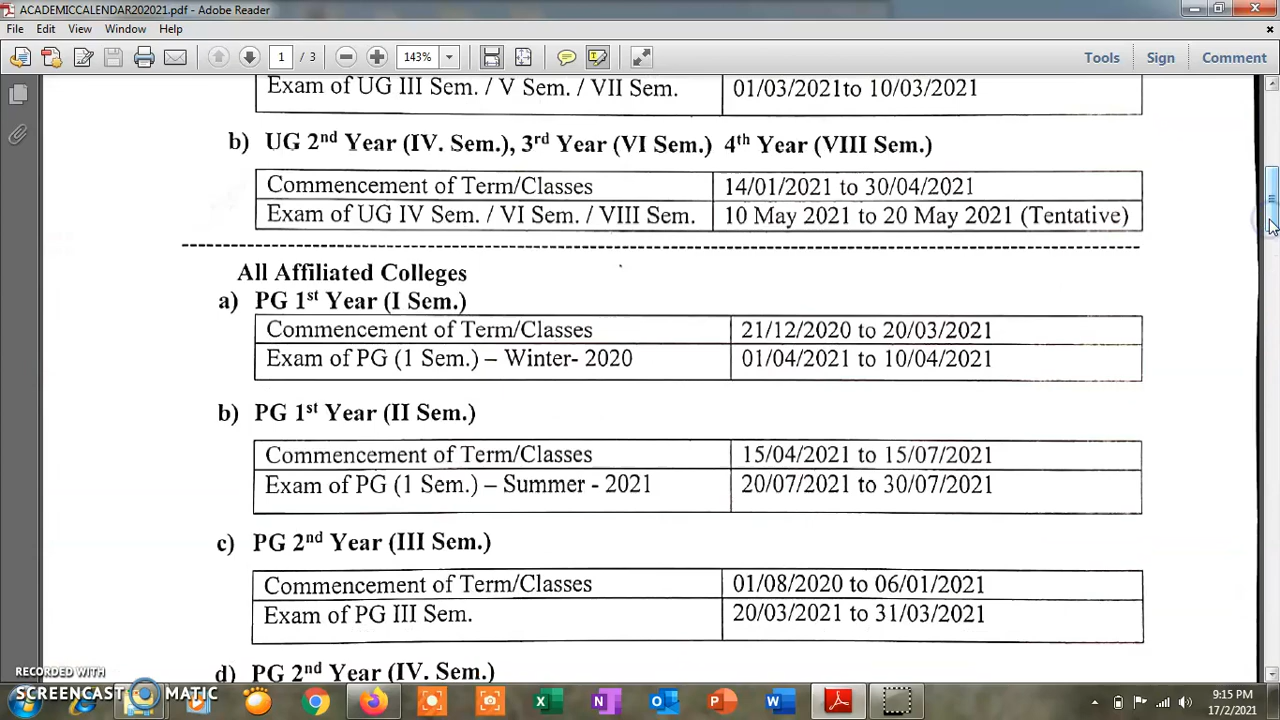 ACADEMICCALENDAR202021.pdf - Adobe Reader
File Edit View Window Help
1 / 3 143% Tools Sign Comment
Exam of UG III Sem. / V Sem. / VII Sem. 01/03/2021to 10/03/2021
b) UG 2nd Year (IV. Sem.), 3rd Year (VI Sem.) 4th Year (VIII Sem.)
Commencement of Term/Classes 14/01/2021 to 30/04/2021
Exam of UG IV Sem. / VI Sem. / VIII Sem. 10 May 2021 to 20 May 2021 (Tentative)
All Affiliated Colleges
a) PG 1st Year (I Sem.)
Commencement of Term/Classes 21/12/2020 to 20/03/2021
Exam of PG (1 Sem.) – Winter- 2020 01/04/2021 to 10/04/2021
b) PG 1st Year (II Sem.)
Commencement of Term/Classes 15/04/2021 to 15/07/2021
Exam of PG (1 Sem.) – Summer - 2021 20/07/2021 to 30/07/2021
c) PG 2nd Year (III Sem.)
Commencement of Term/Classes 01/08/2020 to 06/01/2021
Exam of PG III Sem. 20/03/2021 to 31/03/2021
d) PG 2nd Year (IV. Sem.)
RECORDED WITH
SCREENCAST MATIC
9:15 PM
17/2/2021